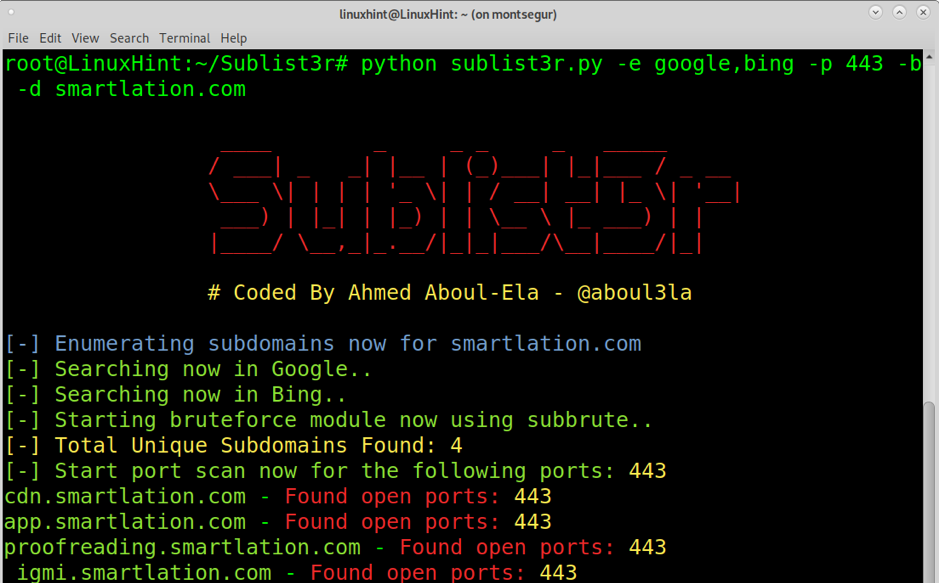 linuxhint@LinuxHint: ~ (on montsegur)
File Edit View Search Terminal Help
root@LinuxHint:~/Sublist3r# python sublist3r.py -e google,bing -p 443 -b
-d smartlation.com
Sublist3r
# Coded By Ahmed Aboul-Ela - @aboul3la
[-] Enumerating subdomains now for smartlation.com
[-] Searching now in Google..
[-] Searching now in Bing..
[-] Starting bruteforce module now using subbrute..
[-] Total Unique Subdomains Found: 4
[-] Start port scan now for the following ports: 443
cdn.smartlation.com - Found open ports: 443
app.smartlation.com - Found open ports: 443
proofreading.smartlation.com - Found open ports: 443
igmi.smartlation.com - Found open ports: 443